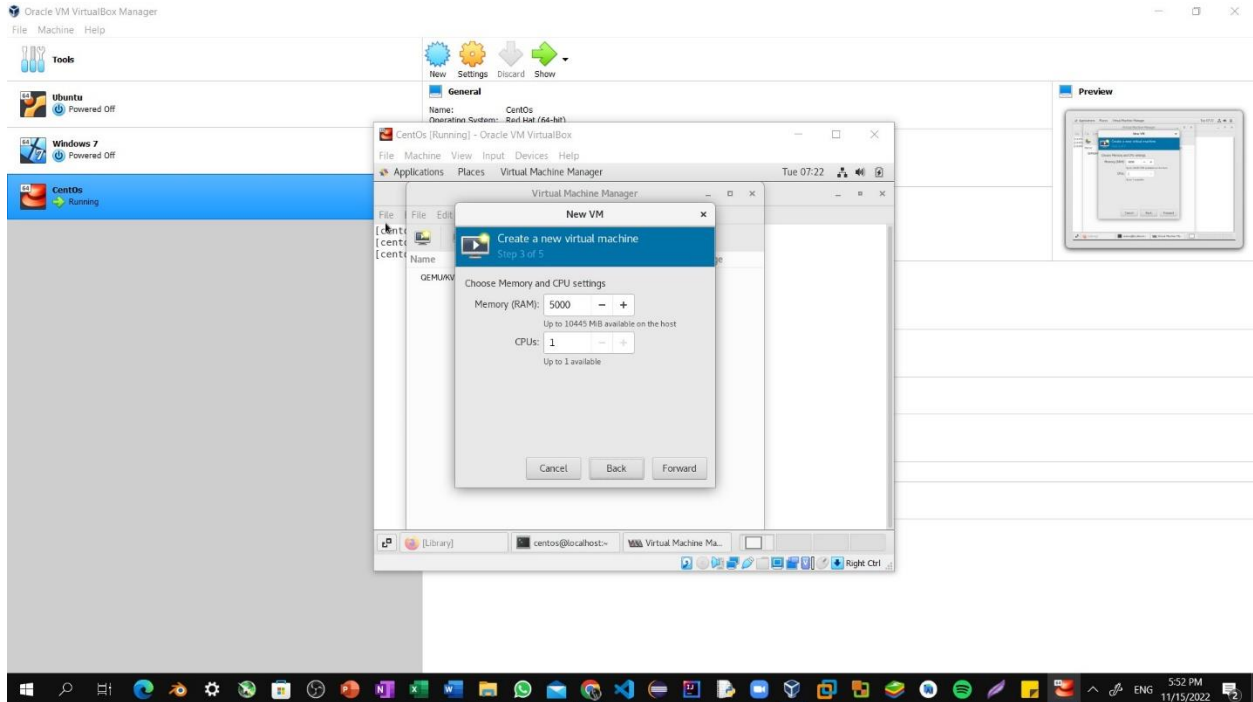 Oracle VM VirtualBox Manager
File Machine Help
Tools
New Settings Discard Show
Ubuntu
Powered Off
Windows 7
Powered Off
CentOs
Running
General
Name: CentOs
Operating System: Red Hat (64-bit)
Preview
CentOs [Running] - Oracle VM VirtualBox
File Machine View Input Devices Help
Applications Places Virtual Machine Manager Tue 07:22
Virtual Machine Manager
File File Edit
[cento
[cento
[cento
Name
QEMU/KV
New VM
Create a new virtual machine
Step 3 of 5
Choose Memory and CPU settings
Memory (RAM): 5000 − +
Up to 10445 MiB available on the host
CPUs: 1 − +
Up to 1 available
Cancel Back Forward
[Library] centos@localhost:~ Virtual Machine Ma...
Right Ctrl
ENG 5:52 PM
11/15/2022